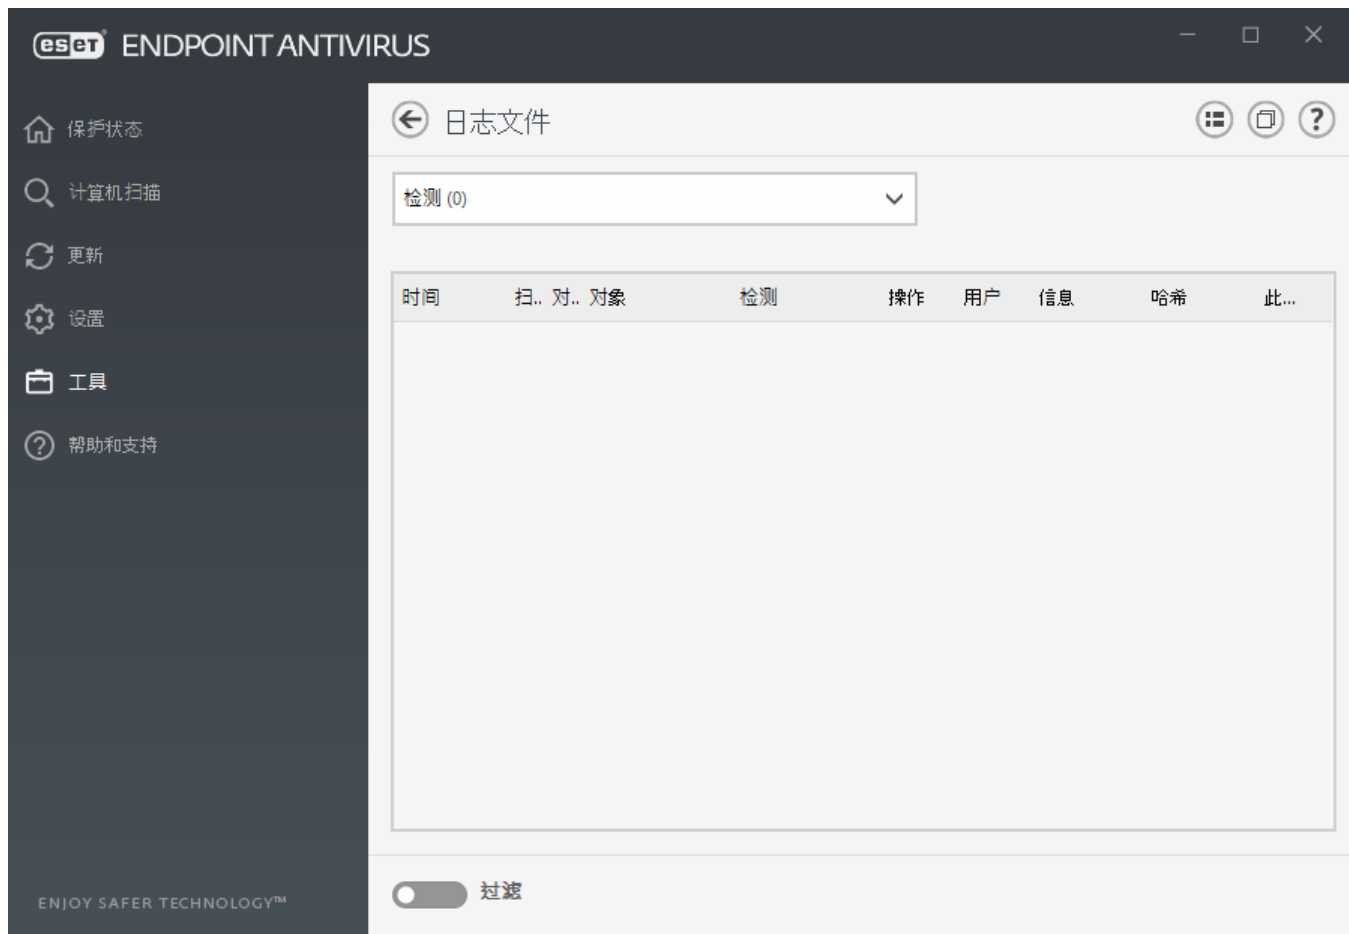 eset ENDPOINT ANTIVIRUS
保护状态
计算机扫描
更新
设置
工具
帮助和支持
ENJOY SAFER TECHNOLOGY™
日志文件
检测 (0)
时间 扫.. 对.. 对象 检测 操作 用户 信息 哈希 此...
过滤